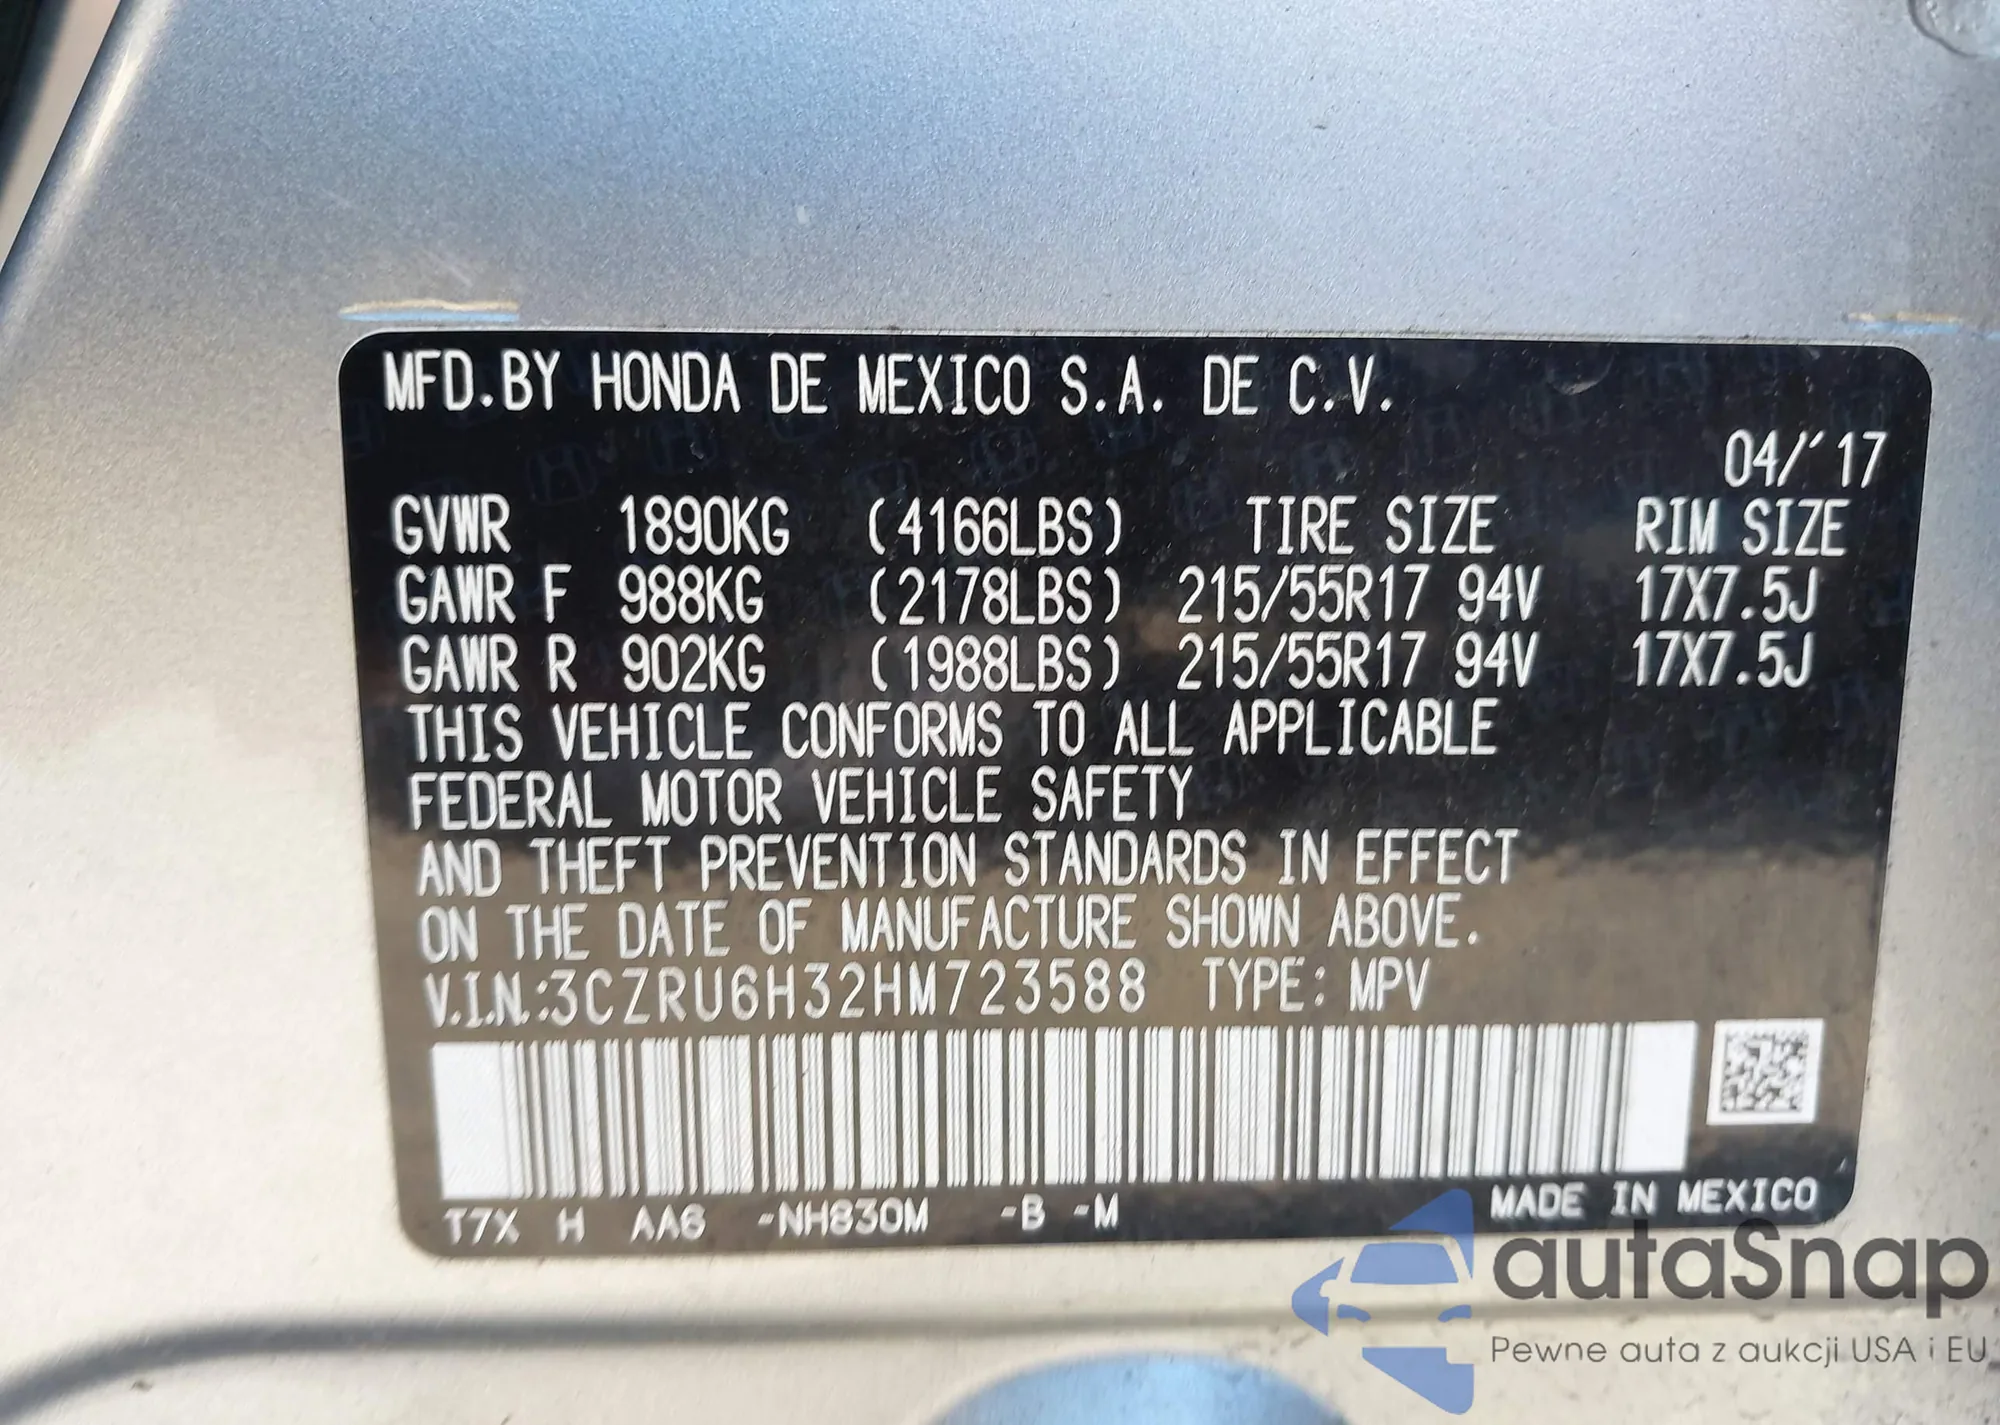 MFD.BY HONDA DE MEXICO S.A. DE C.V.
04/'17
GVWR 1890KG (4166LBS) TIRE SIZE RIM SIZE
GAWR F 988KG (2178LBS) 215/55R17 94V 17X7.5J
GAWR R 902KG (1988LBS) 215/55R17 94V 17X7.5J
THIS VEHICLE CONFORMS TO ALL APPLICABLE
FEDERAL MOTOR VEHICLE SAFETY
AND THEFT PREVENTION STANDARDS IN EFFECT
ON THE DATE OF MANUFACTURE SHOWN ABOVE.
V.I.N.:3CZRU6H32HM723588 TYPE: MPV
T7X H AA6 -NH830M -B -M MADE IN MEXICO
autaSnap
Pewne auta z aukcji USA i EU